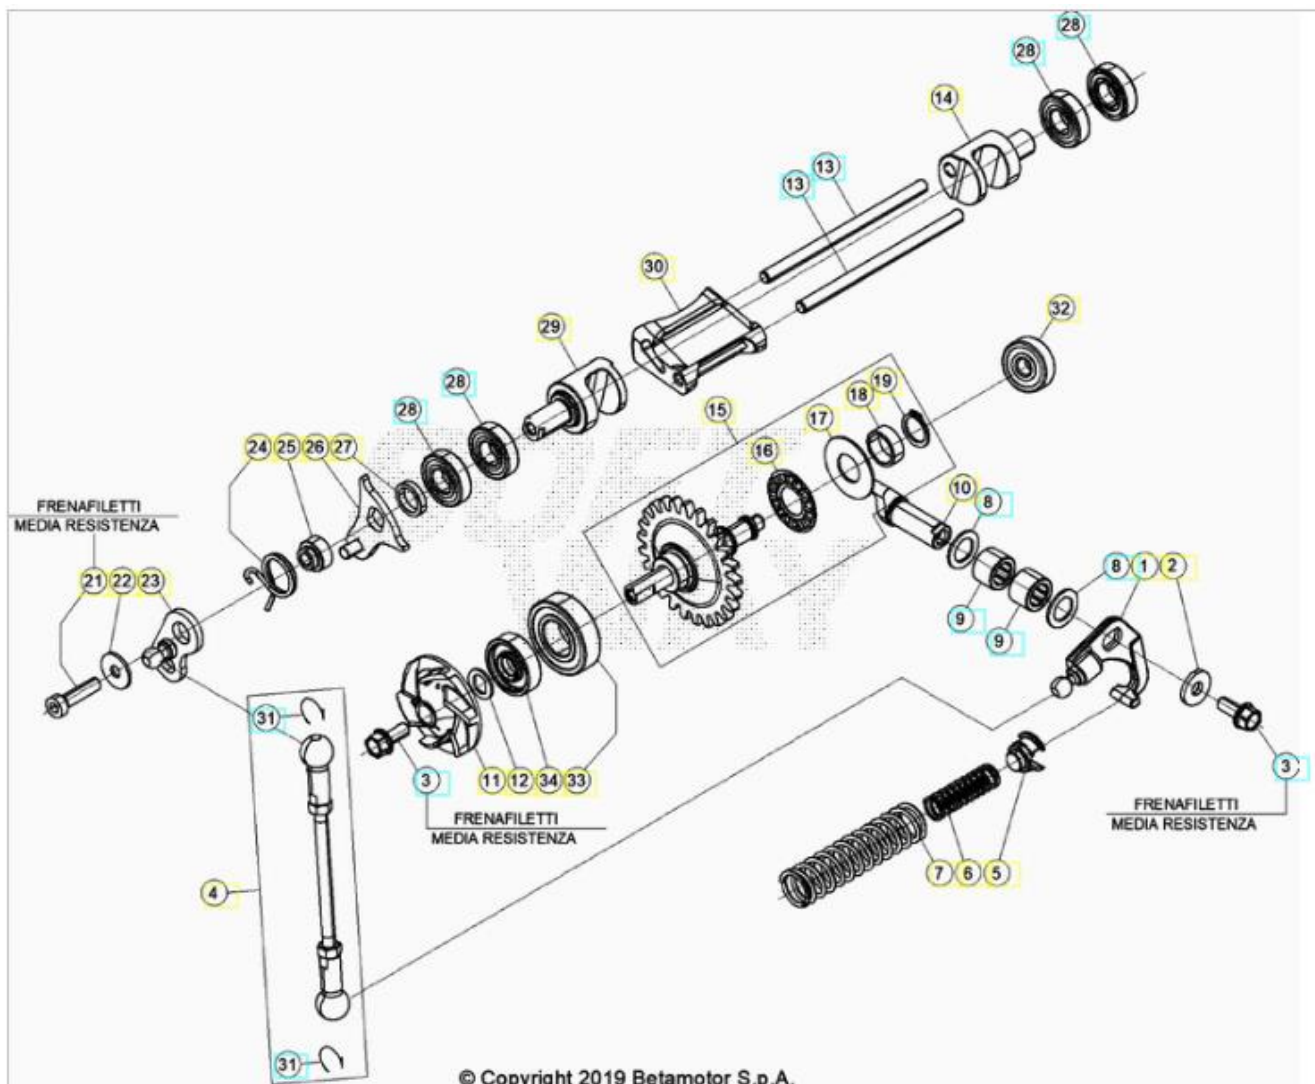 28
28
14
13
13
30
32
29
28
28
19
18
15
17
16
24 25 26 27
10 8
FRENAFILETTI
MEDIA RESISTENZA
21 22 23
8 1 2
9
9
31
3
11 12 34 33
3
FRENAFILETTI
MEDIA RESISTENZA
FRENAFILETTI
MEDIA RESISTENZA
7 6 5
4
31
© Copyright 2019 Betamotor S.p.A.